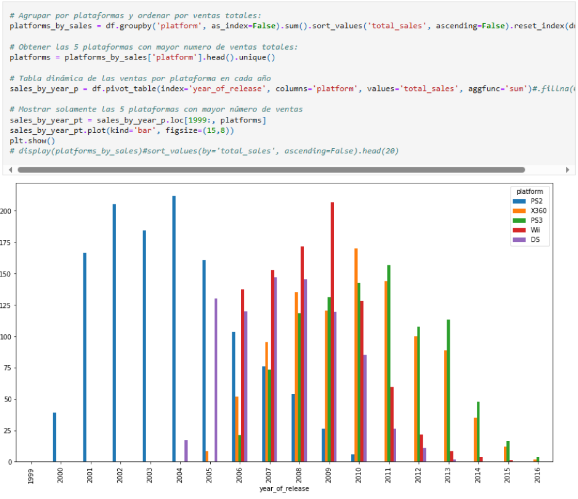 # Agrupar por plataformas y ordenar por ventas totales:
platforms_by_sales = df.groupby('platform', as_index=False).sum().sort_values('total_sales', ascending=False).reset_index(d
# Obtener las 5 plataformas con mayor numero de ventas totales:
platforms = platforms_by_sales['platform'].head().unique()
# Tabla dinámica de las ventas por plataforma en cada año
sales_by_year_p = df.pivot_table(index='year_of_release', columns='platform', values='total_sales', aggfunc='sum')#.fillna(
# Mostrar solamente las 5 plataformas con mayor número de ventas
sales_by_year_pt = sales_by_year_p.loc[1999:, platforms]
sales_by_year_pt.plot(kind='bar', figsize=(15,8))
plt.show()
# display(platforms_by_sales)#sort_values(by='total_sales', ascending=False).head(20)
platform
PS2
X360
PS3
Wii
DS
200
175
150
125
100
75
50
25
0
1999 2000 2001 2002 2003 2004 2005 2006 2007 2008 2009 2010 2011 2012 2013 2014 2015 2016
year_of_release